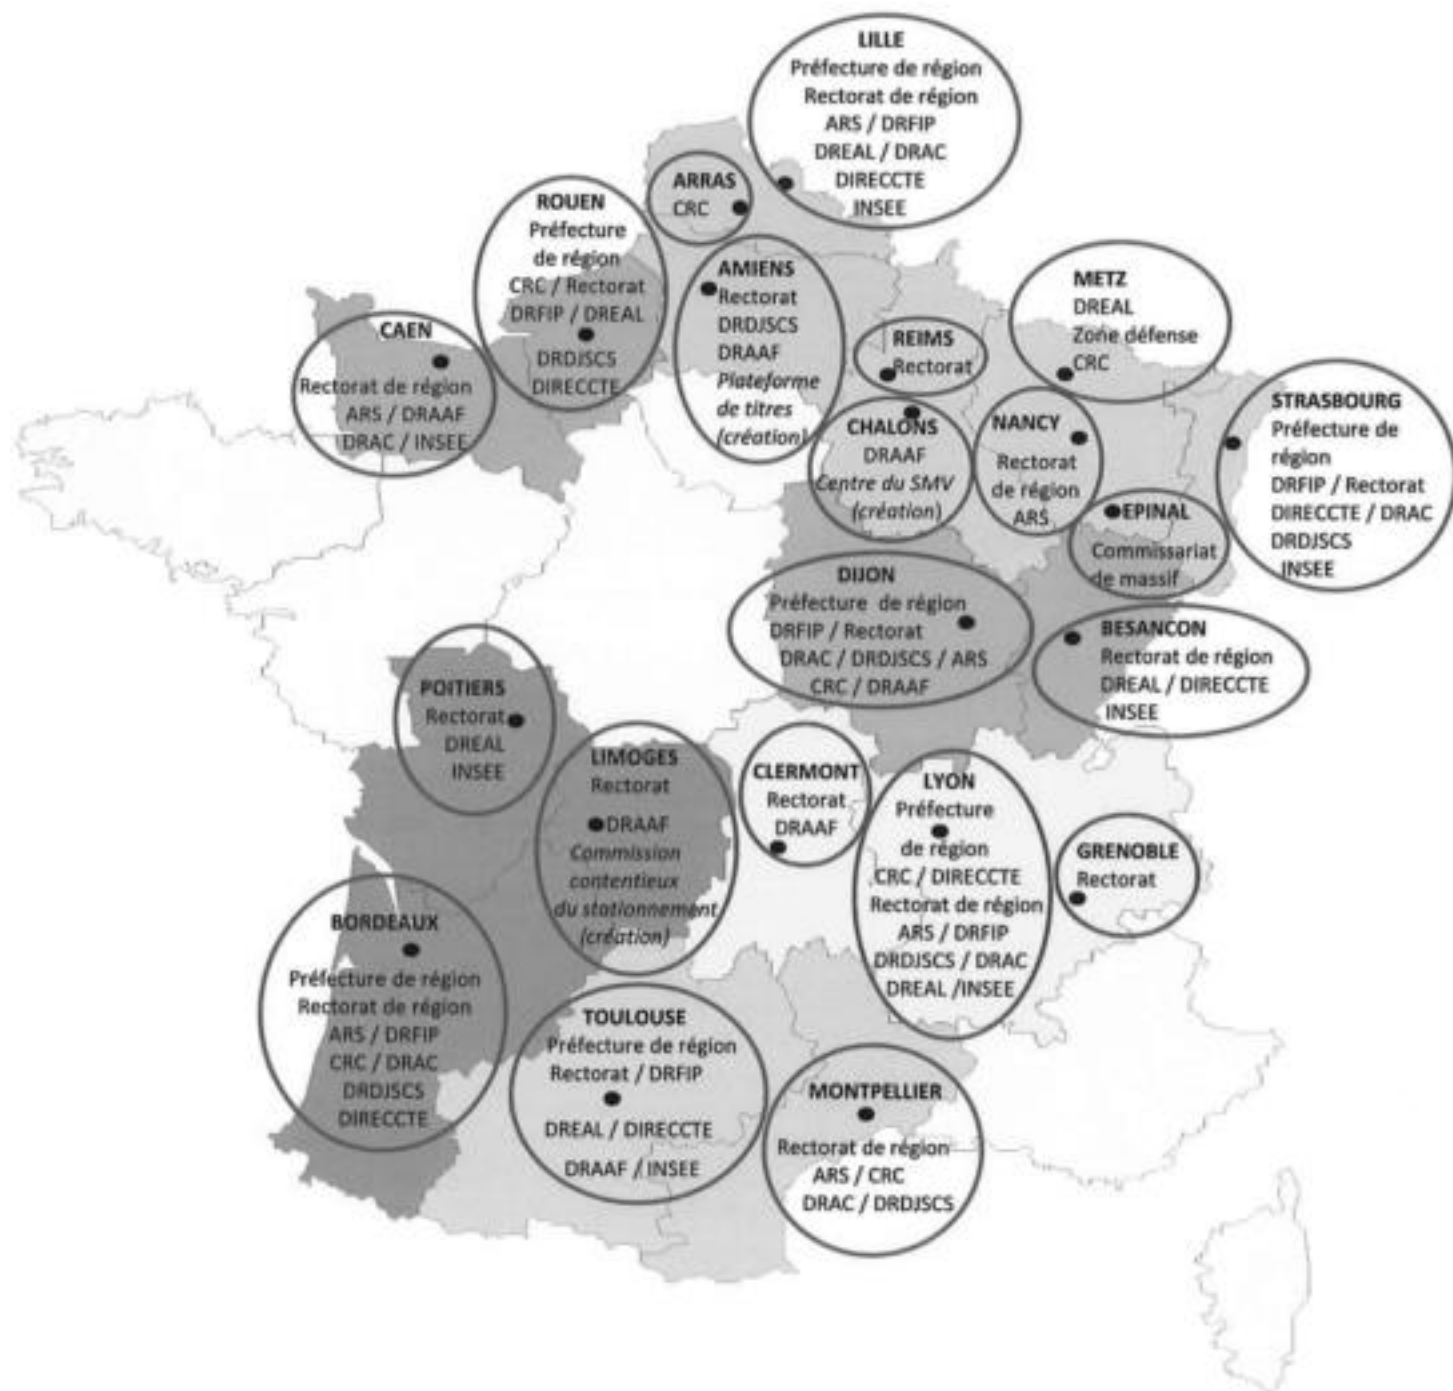 LILLE
Préfecture de région
Rectorat de région
ARS / DRFIP
DREAL / DRAC
DIRECCTE
INSEE
ARRAS
CRC
ROUEN
Préfecture
de région
CRC / Rectorat
DRFIP / DREAL
DRDJSCS
DIRECCTE
AMIENS
Rectorat
DRDJSCS
DRAAF
Plateforme
de titres
(création)
METZ
DREAL
Zone défense
CRC
CAEN
Rectorat de région
ARS / DRAAF
DRAC / INSEE
REIMS
Rectorat
STRASBOURG
Préfecture de
région
DRFIP / Rectorat
DIRECCTE / DRAC
DRDJSCS
INSEE
CHALONS
DRAAF
Centre du SMV
(création)
NANCY
Rectorat
de région
ARS
EPINAL
Commissariat
de massif
DIJON
Préfecture de région
DRFIP / Rectorat
DRAC / DRDJSCS / ARS
CRC / DRAAF
BESANCON
Rectorat de région
DREAL / DIRECCTE
INSEE
POITIERS
Rectorat
DREAL
INSEE
LIMOGES
Rectorat
DRAAF
Commission
contentieux
du stationnement
(création)
CLERMONT
Rectorat
DRAAF
LYON
Préfecture
de région
CRC / DIRECCTE
Rectorat de région
ARS / DRFIP
DRDJSCS / DRAC
DREAL /INSEE
GRENOBLE
Rectorat
BORDEAUX
Préfecture de région
Rectorat de région
ARS / DRFIP
CRC / DRAC
DRDJSCS
DIRECCTE
TOULOUSE
Préfecture de région
Rectorat / DRFIP
DREAL / DIRECCTE
DRAAF / INSEE
MONTPELLIER
Rectorat de région
ARS / CRC
DRAC / DRDJSCS